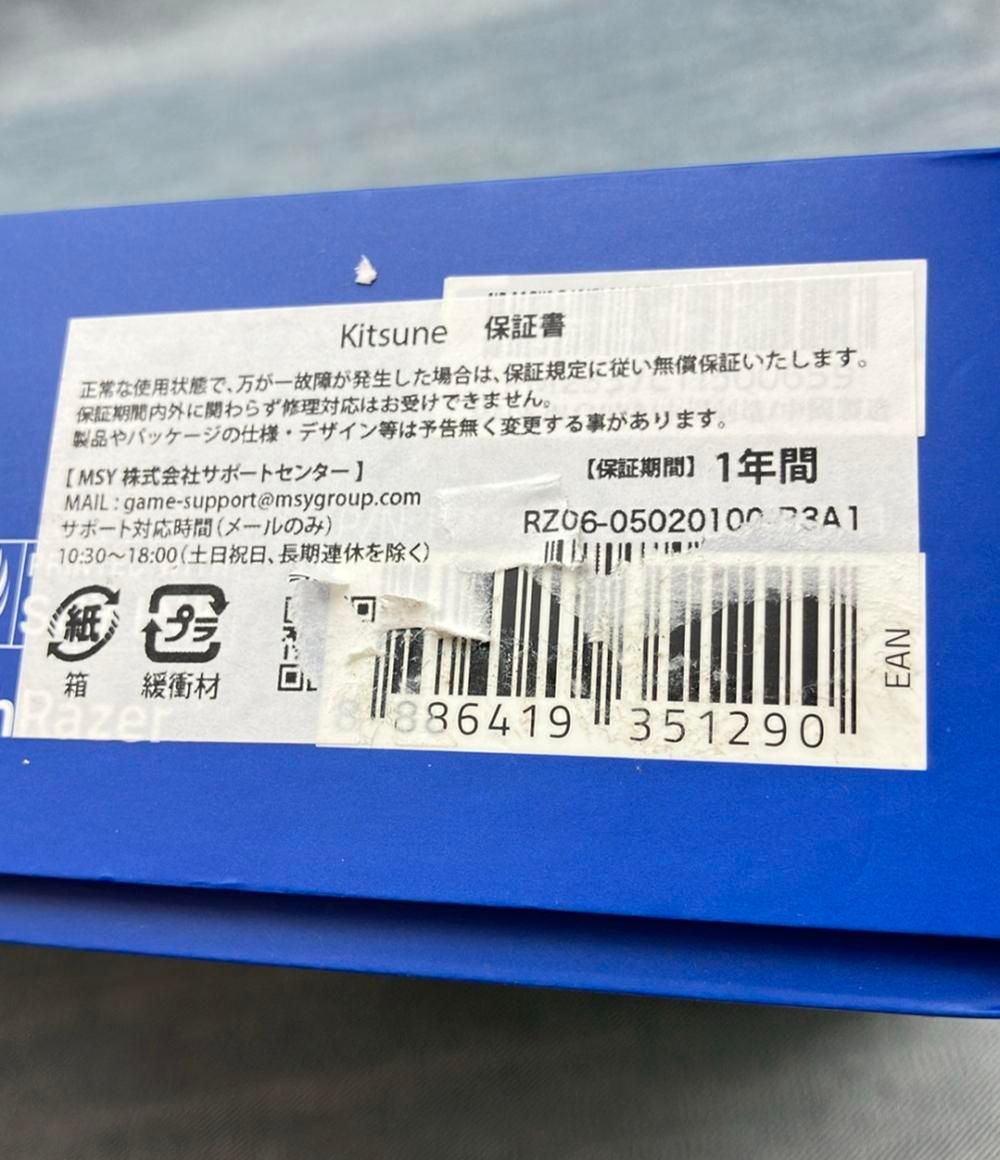 Kitsune 保証書
正常な使用状態で、万が一故障が発生した場合は、保証規定に従い無償保証いたします。
保証期間内外に関わらず修理対応はお受けできません。
製品やパッケージの仕様・デザイン等は予告無く変更する事があります。
【MSY 株式会社サポートセンター】
MAIL : game-support@msygroup.com
サポート対応時間(メールのみ)
10:30〜18:00(土日祝日、長期連休を除く)
【保証期間】 1年間
RZ06-05020100-R3A1
紙 プラ
箱 緩衝材
Razer
8 886419 351290
EAN